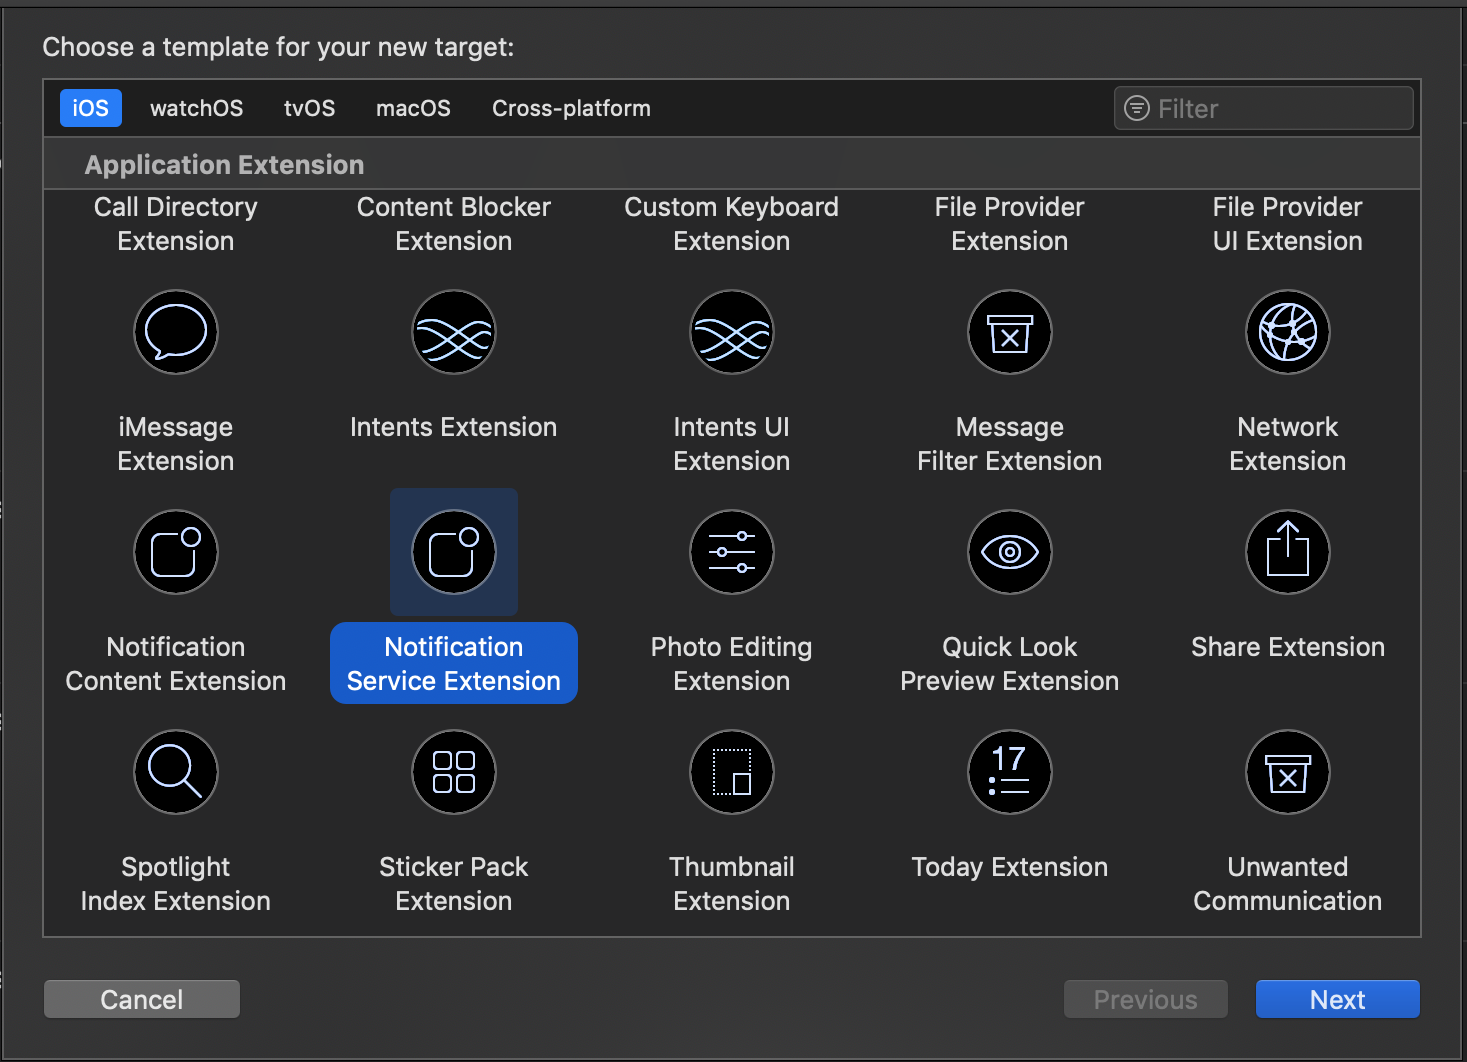 Choose a template for your new target:
iOS watchOS tvOS macOS Cross-platform Filter
Application Extension
Call Directory Extension
Content Blocker Extension
Custom Keyboard Extension
File Provider Extension
File Provider UI Extension
iMessage Extension
Intents Extension
Intents UI Extension
Message Filter Extension
Network Extension
Notification Content Extension
Notification Service Extension
Photo Editing Extension
Quick Look Preview Extension
Share Extension
17
Spotlight Index Extension
Sticker Pack Extension
Thumbnail Extension
Today Extension
Unwanted Communication
Cancel Previous Next